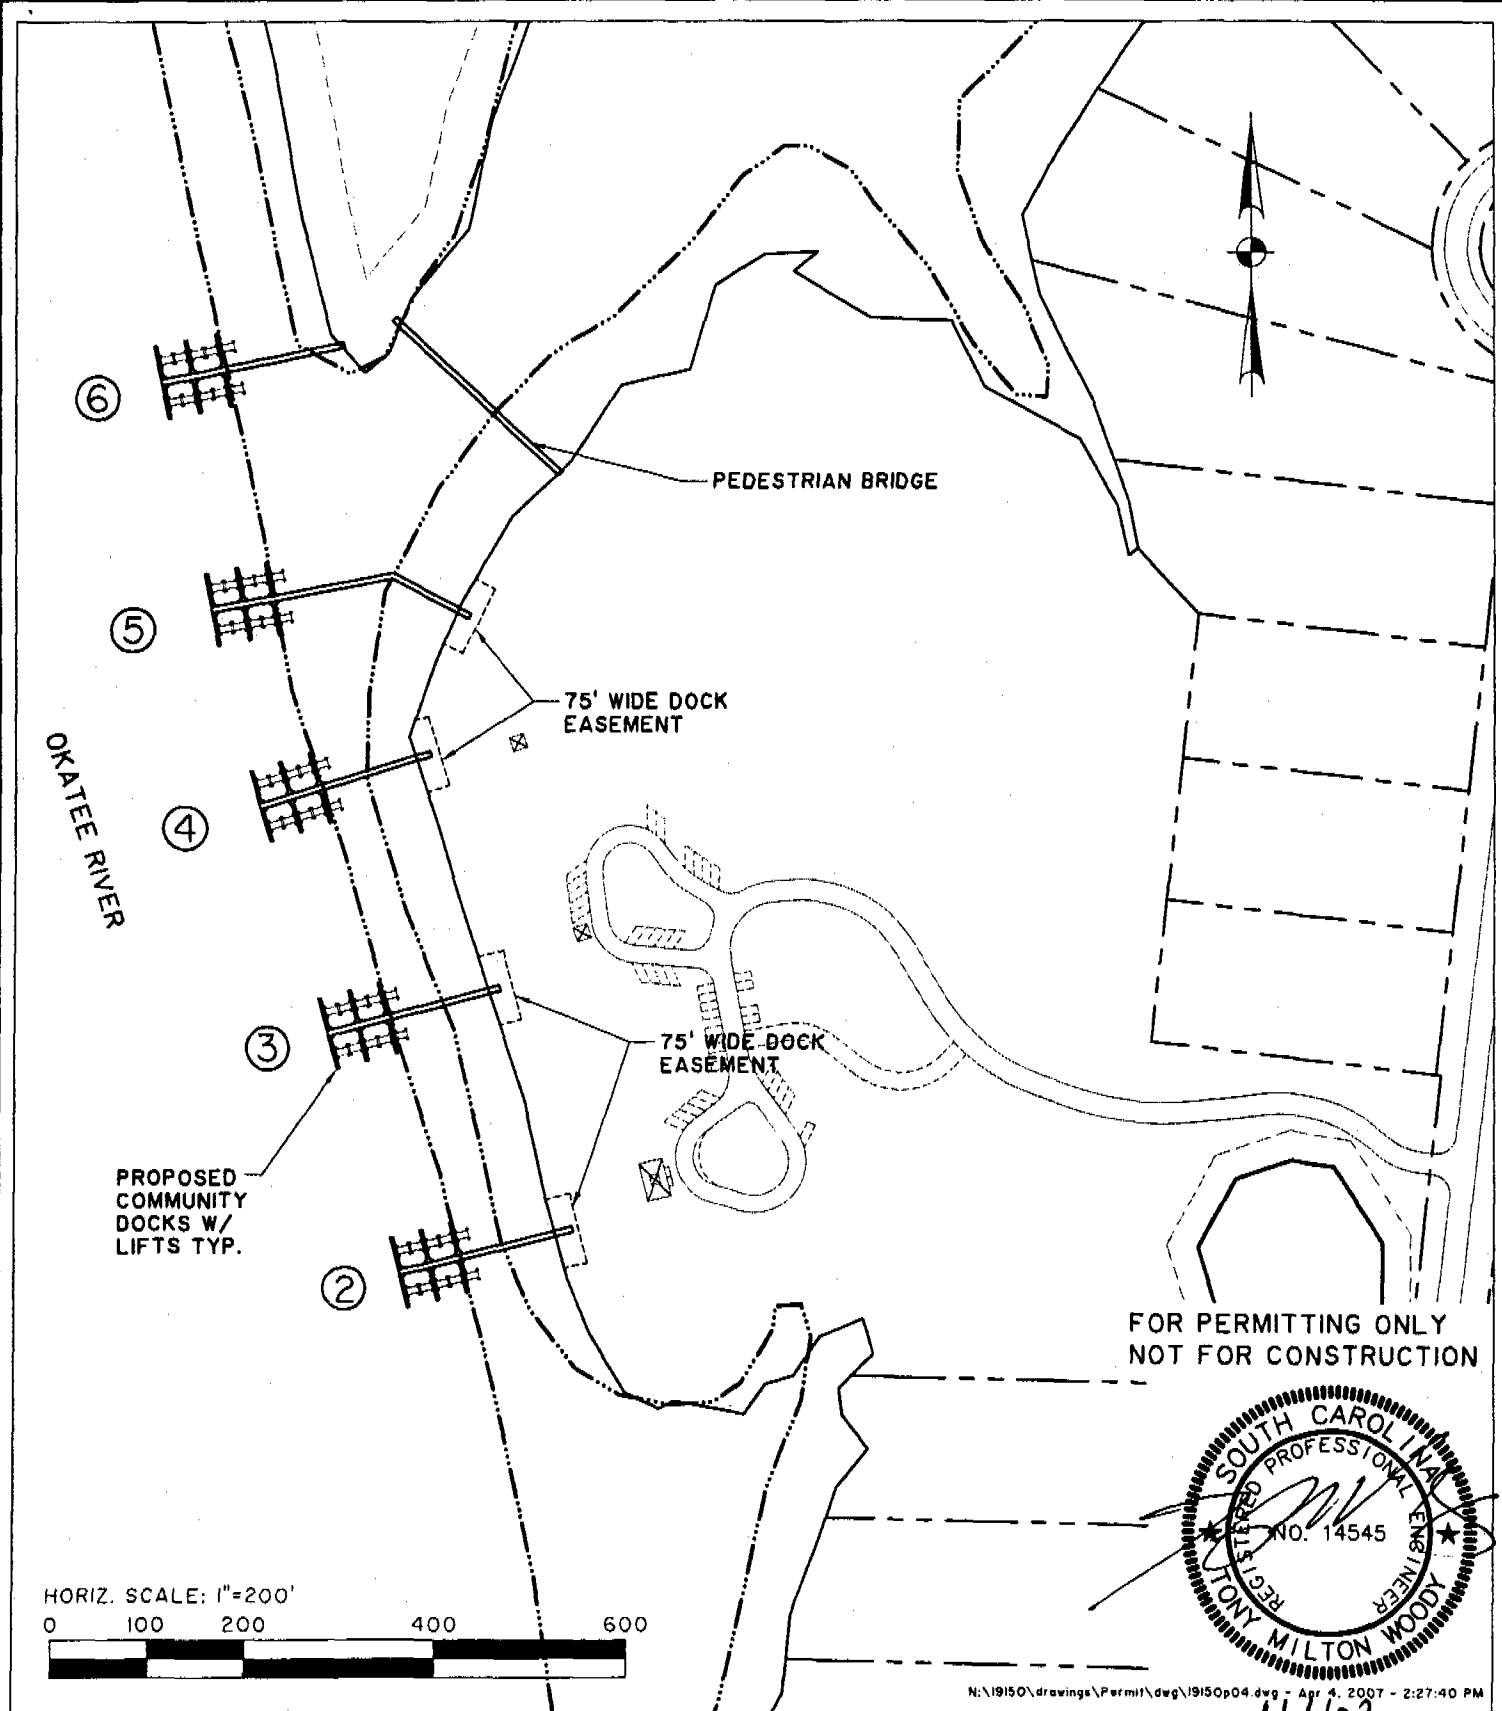 6
PEDESTRIAN BRIDGE
5
75' WIDE DOCK
EASEMENT
OKATEE RIVER
4
3
75' WIDE DOCK
EASEMENT
PROPOSED
COMMUNITY
DOCKS W/
LIFTS TYP.
2
FOR PERMITTING ONLY
NOT FOR CONSTRUCTION
SOUTH CAROLINA
REGISTERED PROFESSIONAL ENGINEER
NO. 14545
TONY MILTON WOODY
HORIZ. SCALE: 1"=200'
0 100 200 400 600
N:\19150\drawings\Permit\dwg\19150p04.dwg - Apr 4, 2007 - 2:27:40 PM